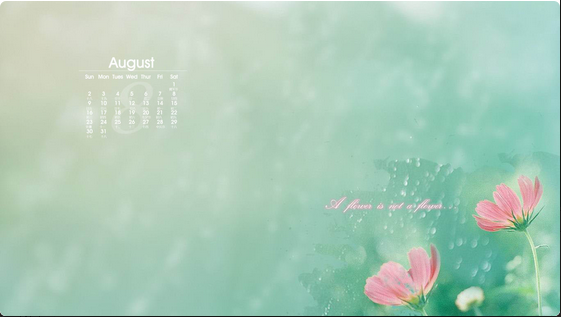 August
Sun Mon Tues Wed Thur Fri Sat
1
2 3 4 5 6 7 8
9 10 11 12 13 14 15
16 17 18 19 20 21 22
23 24 25 26 27 28 29
30 31
8
A flower is not a flower